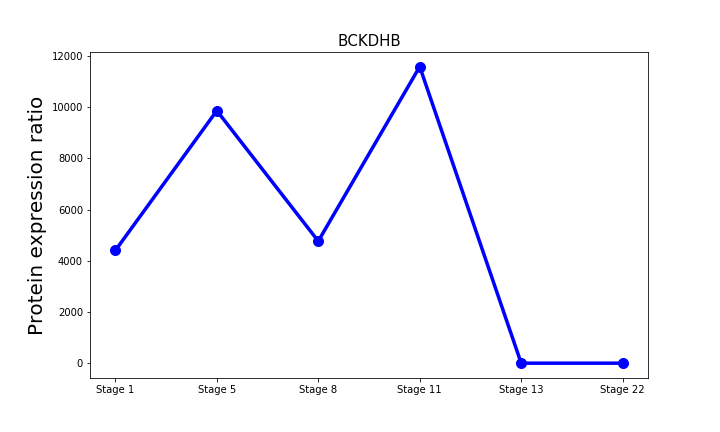 BCKDHB
Protein expression ratio
12000
10000
8000
6000
4000
2000
0
Stage 1
Stage 5
Stage 8
Stage 11
Stage 13
Stage 22